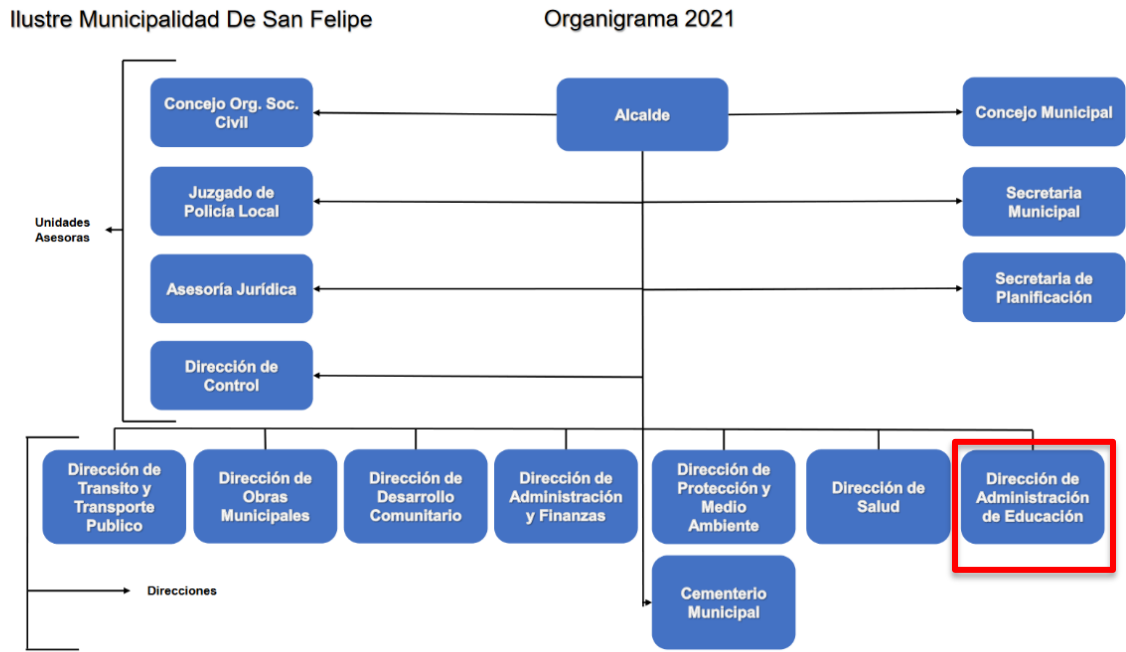 Ilustre Municipalidad De San Felipe
Organigrama 2021
Concejo Org. Soc.
Civil
Alcalde
Concejo Municipal
Juzgado de
Policía Local
Secretaria
Municipal
Unidades
Asesoras
Asesoría Jurídica
Secretaria de
Planificación
Dirección de
Control
Dirección de
Transito y
Transporte
Publico
Dirección de
Obras
Municipales
Dirección de
Desarrollo
Comunitario
Dirección de
Administración
y Finanzas
Dirección de
Protección y
Medio
Ambiente
Dirección de
Salud
Dirección de
Administración
de Educación
Direcciones
Cementerio
Municipal